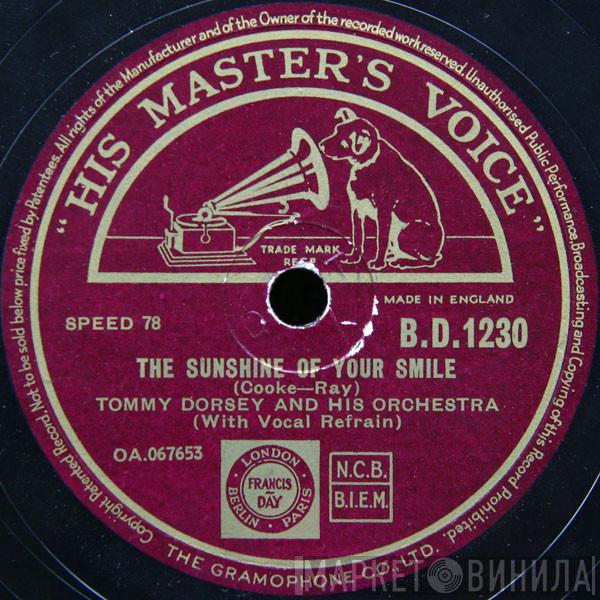 All rights of the Manufacturer and of the Owner of the recorded work reserved. Unauthorised Public Performance, Broadcasting and Copying of this Record Prohibited.
Copyright Patented Record, Not to be sold below price fixed by Patentees.
"HIS MASTER'S VOICE"
TRADE MARK
REGD
MADE IN ENGLAND
SPEED 78
B.D.1230
THE SUNSHINE OF YOUR SMILE
(Cooke—Ray)
TOMMY DORSEY AND HIS ORCHESTRA
(With Vocal Refrain)
OA.067653
LONDON
FRANCIS
~
DAY
BERLIN · PARIS
N.C.B.
B.I.E.M.
THE GRAMOPHONE CO., LTD.
МАРКЕТ ВИНИЛА